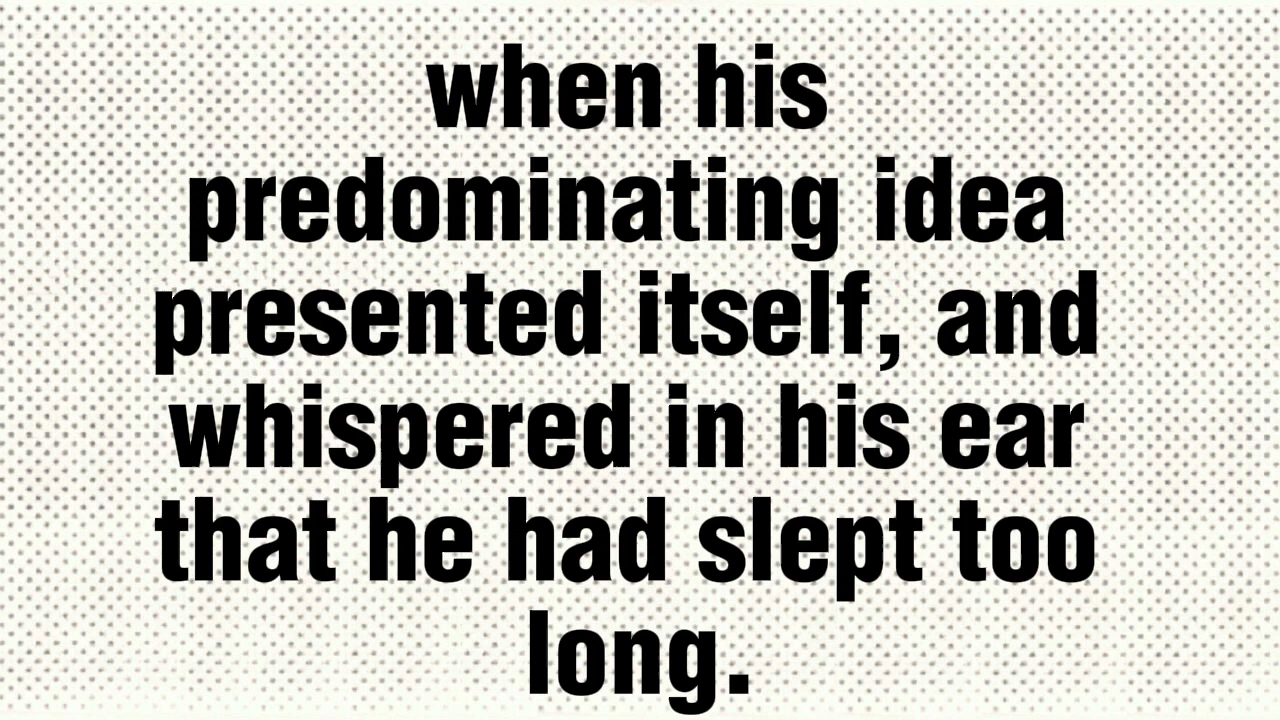 when his
predominating idea
presented itself, and
whispered in his ear
that he had slept too
long.